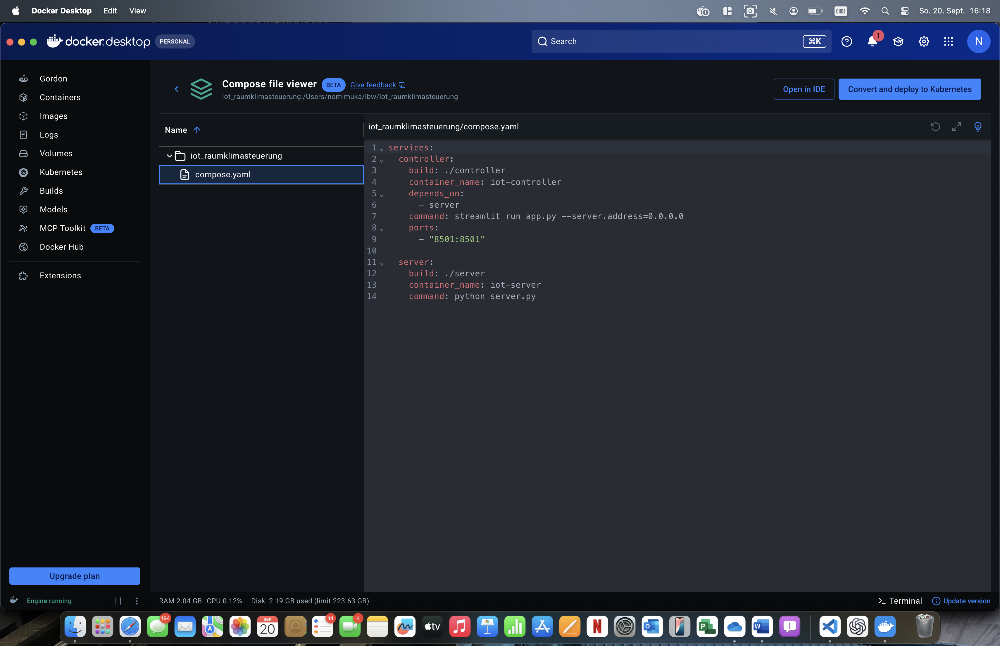 Docker Desktop Edit View
CHDE So. 20. Sept. 16:18
docker.desktop PERSONAL
Search ⌘K 1 N
Gordon
Containers
Images
Logs
Volumes
Kubernetes
Builds
Models
MCP Toolkit BETA
Docker Hub
Extensions
Upgrade plan
Compose file viewer BETA Give feedback
iot_raumklimasteuerung:/Users/nomimuka/ibw/iot_raumklimasteuerung
Open in IDE Convert and deploy to Kubernetes
Name
iot_raumklimasteuerung
compose.yaml
iot_raumklimasteuerung/compose.yaml
1 services:
2 controller:
3 build: ./controller
4 container_name: iot-controller
5 depends_on:
6 - server
7 command: streamlit run app.py --server.address=0.0.0.0
8 ports:
9 - "8501:8501"
10
11 server:
12 build: ./server
13 container_name: iot-server
14 command: python server.py
Engine running
RAM 2.04 GB CPU 0.12% Disk: 2.19 GB used (limit 223.63 GB)
Terminal Update version
194 SEP 20 14 4 tv N O P W